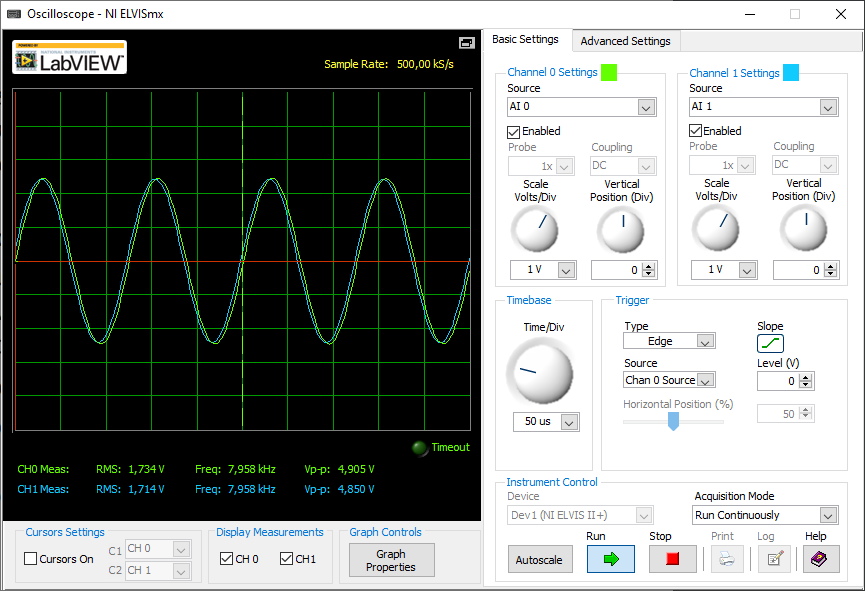 Oscilloscope - NI ELVISmx
POWERED BY
NATIONAL INSTRUMENTS
LabVIEW™
Sample Rate: 500,00 kS/s
Timeout
CH0 Meas: RMS: 1,734 V Freq: 7,958 kHz Vp-p: 4,905 V
CH1 Meas: RMS: 1,714 V Freq: 7,958 kHz Vp-p: 4,850 V
Cursors Settings
Cursors On
C1 CH 0
C2 CH 1
Display Measurements
CH 0 CH1
Graph Controls
Graph
Properties
Basic Settings Advanced Settings
Channel 0 Settings
Source
AI 0
Enabled
Probe Coupling
1x DC
Scale Vertical
Volts/Div Position (Div)
1 V 0
Channel 1 Settings
Source
AI 1
Enabled
Probe Coupling
1x DC
Scale Vertical
Volts/Div Position (Div)
1 V 0
Timebase
Time/Div
50 us
Trigger
Type Slope
Edge
Source Level (V)
Chan 0 Source 0
Horizontal Position (%)
50
Instrument Control
Device Acquisition Mode
Dev1 (NI ELVIS II+) Run Continuously
Run Stop Print Log Help
Autoscale